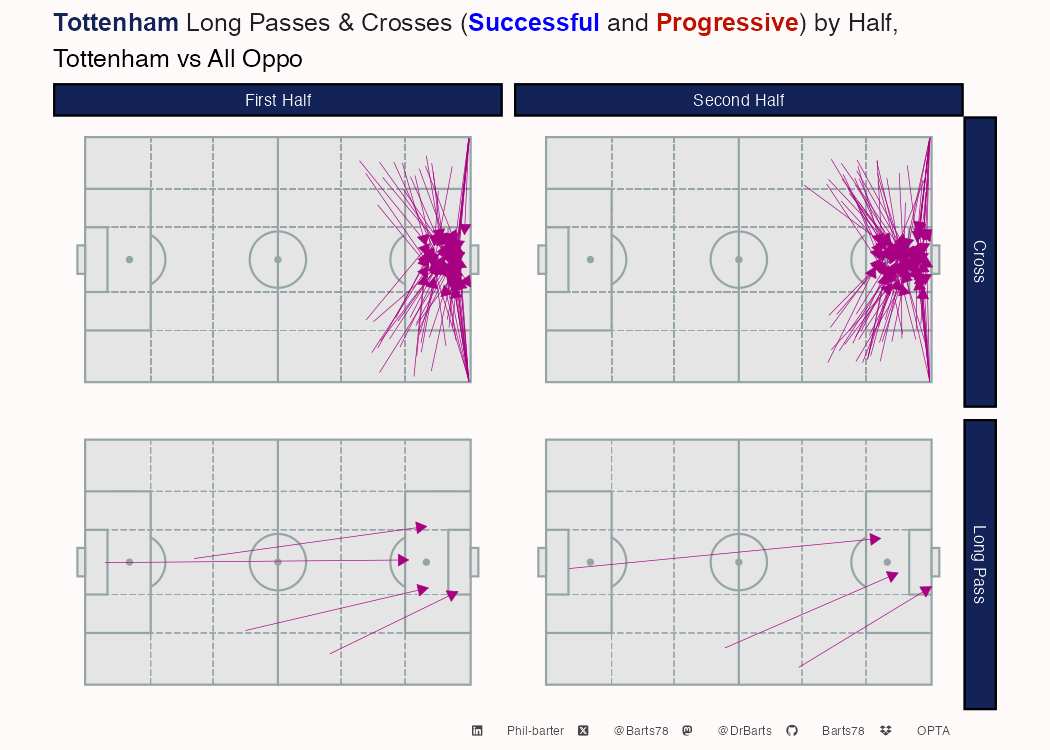 Tottenham Long Passes & Crosses (Successful and Progressive) by Half,
Tottenham vs All Oppo
First Half
Second Half
Cross
Long Pass
Phil-barter @Barts78 @DrBarts Barts78 OPTA